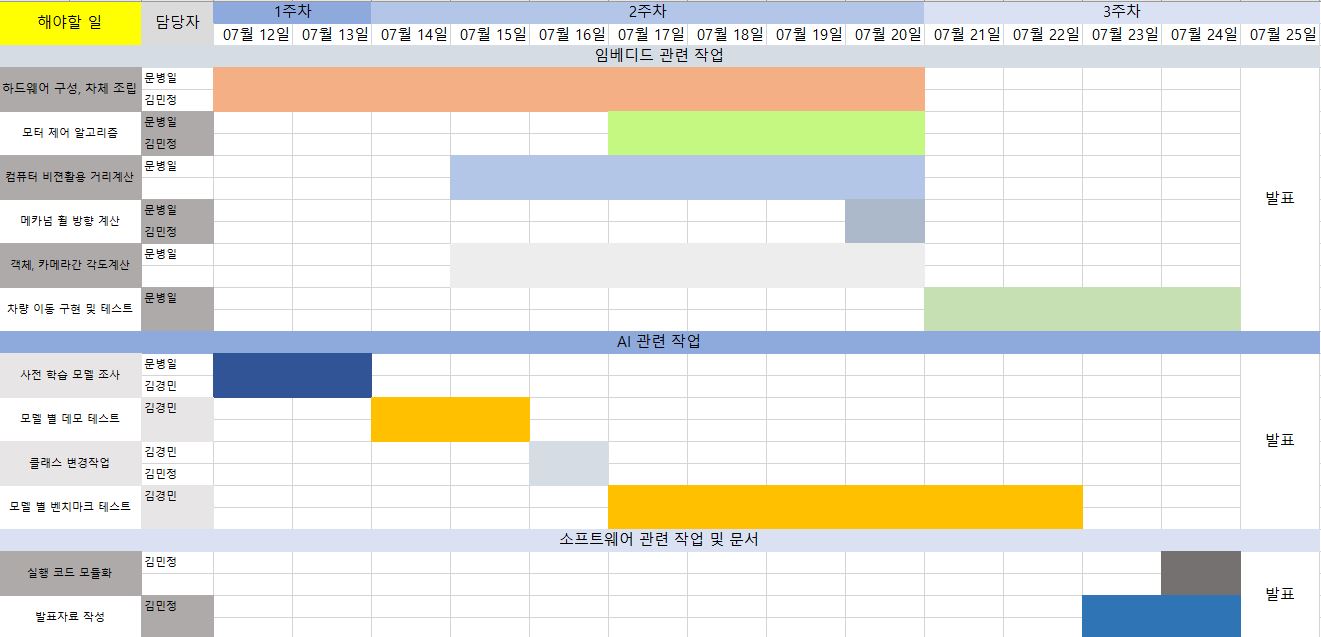 해야할 일 담당자 1주차 2주차 3주차
07월 12일 07월 13일 07월 14일 07월 15일 07월 16일 07월 17일 07월 18일 07월 19일 07월 20일 07월 21일 07월 22일 07월 23일 07월 24일 07월 25일
임베디드 관련 작업
하드웨어 구성, 차체 조립 문병일
김민정
모터 제어 알고리즘 문병일
김민정
컴퓨터 비젼활용 거리계산 문병일
발표
메카넘 휠 방향 계산 문병일
김민정
객체, 카메라간 각도계산 문병일
차량 이동 구현 및 테스트 문병일
AI 관련 작업
사전 학습 모델 조사 문병일
김경민
모델 별 데모 테스트 김경민
발표
클래스 변경작업 김경민
김민정
모델 별 벤치마크 테스트 김경민
소프트웨어 관련 작업 및 문서
실행 코드 모듈화 김민정
발표
발표자료 작성 김민정